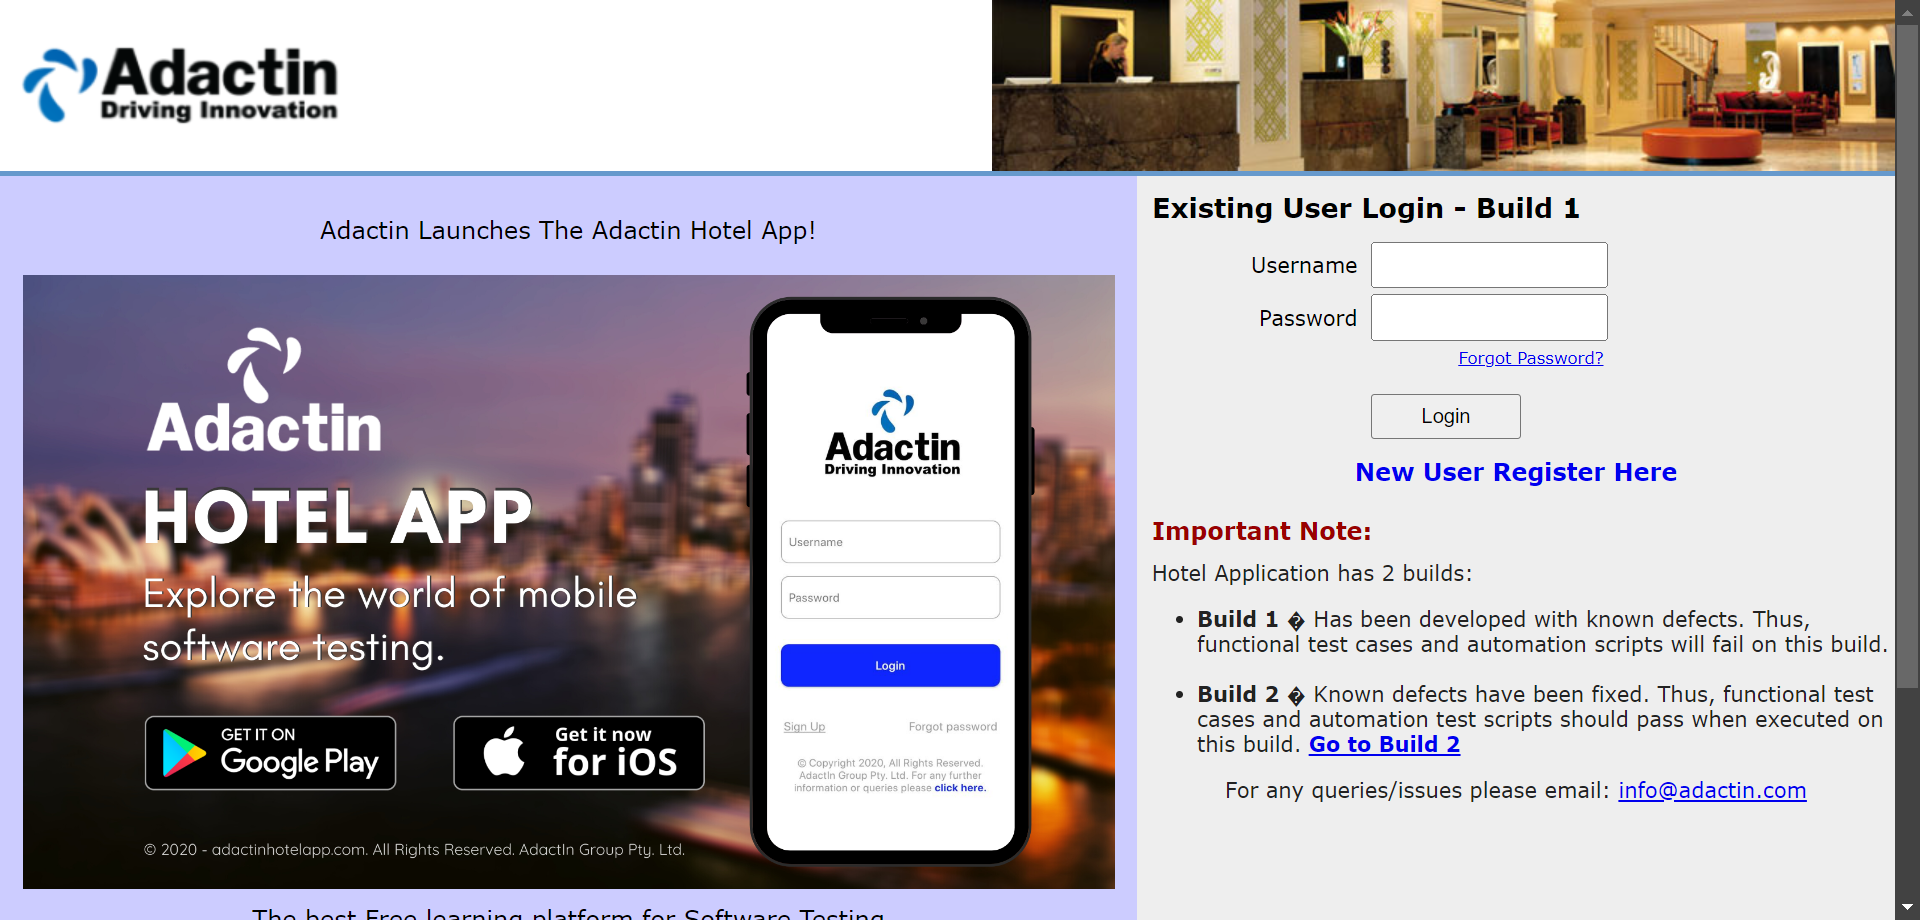 Adactin
Driving Innovation
Adactin Launches The Adactin Hotel App!
Adactin
HOTEL APP
Explore the world of mobile
software testing.
GET IT ON
Google Play
Get it now
for iOS
© 2020 - adactinhotelapp.com. All Rights Reserved. AdactIn Group Pty. Ltd.
Adactin
Driving Innovation
Username
Password
Login
Sign Up Forgot password
© Copyright 2020, All Rights Reserved.
AdactIn Group Pty. Ltd. For any further
information or queries please click here.
The best Free learning platform for Software Testing
Existing User Login - Build 1
Username
Password
Forgot Password?
Login
New User Register Here
Important Note:
Hotel Application has 2 builds:
• Build 1 � Has been developed with known defects. Thus,
functional test cases and automation scripts will fail on this build.
• Build 2 � Known defects have been fixed. Thus, functional test
cases and automation test scripts should pass when executed on
this build. Go to Build 2
For any queries/issues please email: info@adactin.com